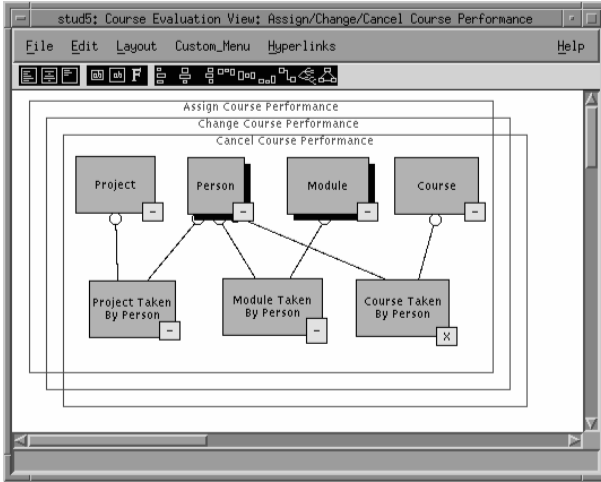 stud5: Course Evaluation View: Assign/Change/Cancel Course Performance
File Edit Layout Custom_Menu Hyperlinks Help
ab ab F
Assign Course Performance
Change Course Performance
Cancel Course Performance
Project Person Module Course
- - - -
Project Taken
By Person
-
Module Taken
By Person
-
Course Taken
By Person
X